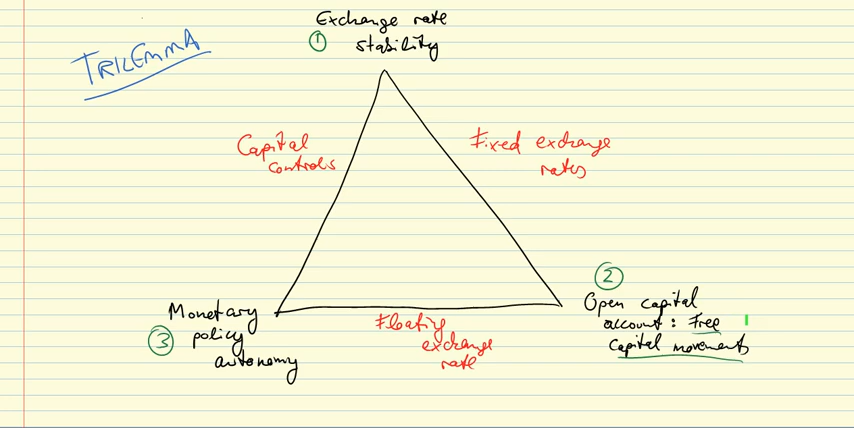 TRILEMMA
Exchange rate
① stability
Capital
controls
Fixed exchange
rates
②
Open capital
account : Free
capital movements
Monetary
③ policy
autonomy
Floating
exchange
rate